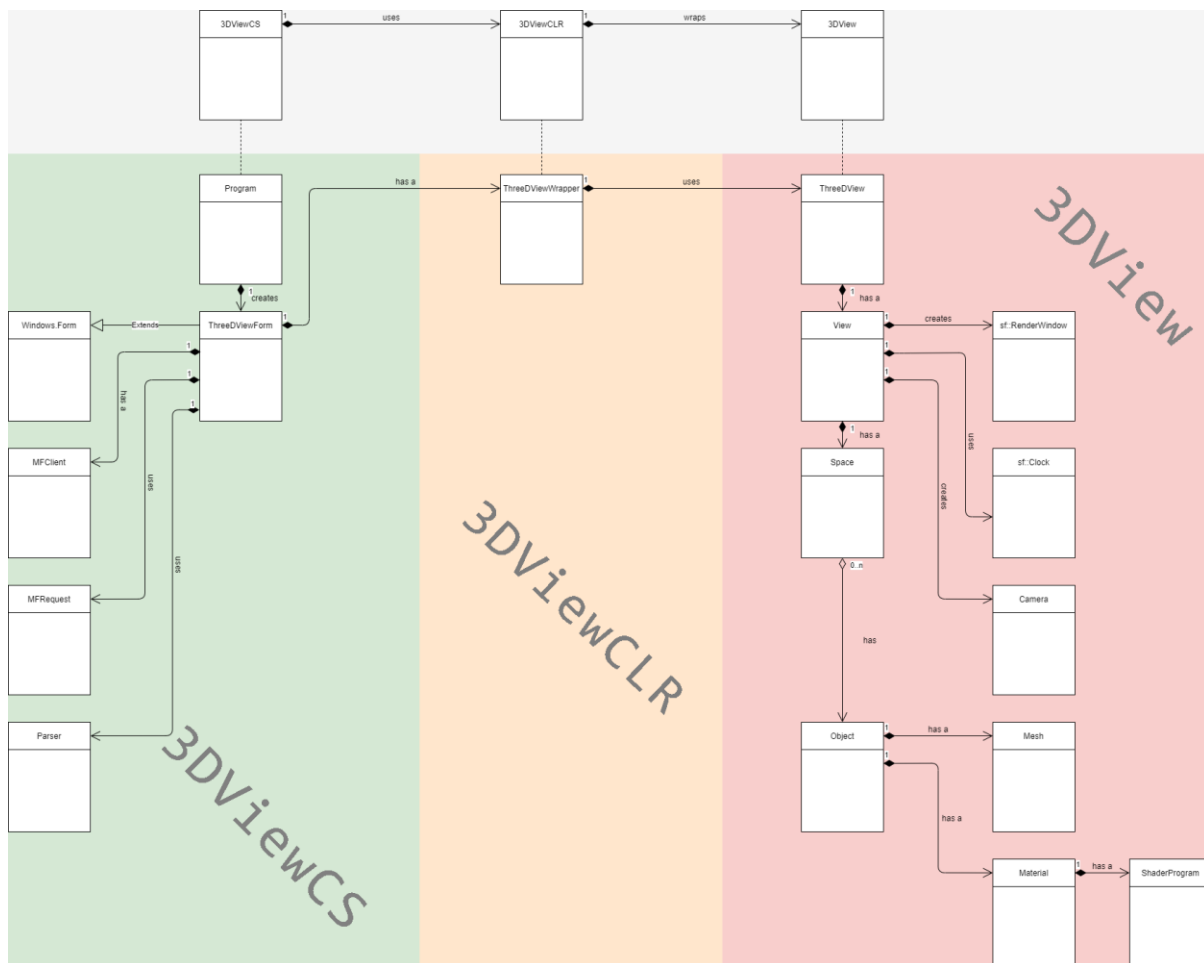 3DViewCS
1
uses
3DViewCLR
1
wraps
3DView
Program
has a
ThreeDViewWrapper
1
uses
ThreeDView
3DView
1
creates
1
has a
Windows.Form
Extends
ThreeDViewForm
1
View
1
creates
sf::RenderWindow
1
has a
1
uses
1
uses
1
uses
1
creates
1
has a
MFClient
Space
sf::Clock
3DViewCLR
0..n
MFRequest
Camera
has
Parser
3DViewCS
Object
1
has a
Mesh
1
has a
Material
1
has a
ShaderProgram